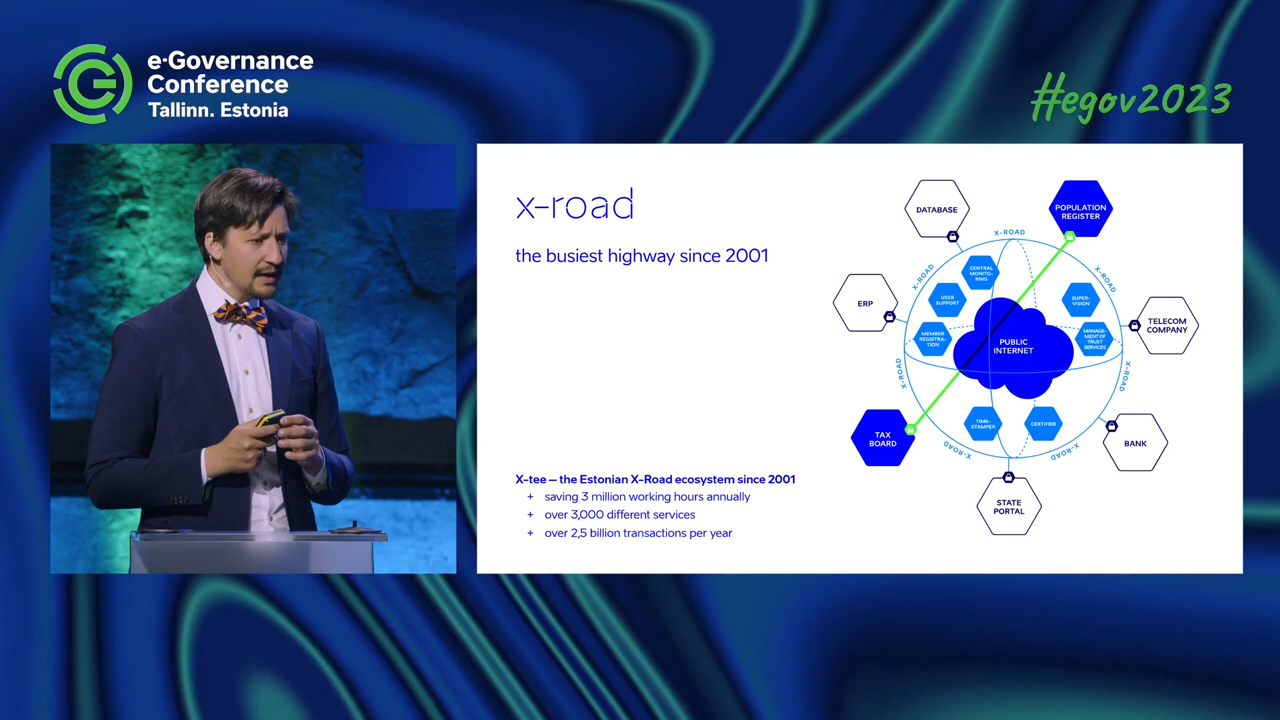 e-Governance
Conference
Tallinn. Estonia
#egov2023
x-road
the busiest highway since 2001
X-tee – the Estonian X-Road ecosystem since 2001
+ saving 3 million working hours annually
+ over 3,000 different services
+ over 2,5 billion transactions per year
DATABASE
POPULATION
REGISTER
X-ROAD
X-ROAD
X-ROAD
CENTRAL
MONITO-
RING
USER
SUPPORT
SUPER-
VISION
ERP
TELECOM
COMPANY
MEMBER
REGISTRA-
TION
MANAGE-
MENT OF
TRUST
SERVICES
PUBLIC
INTERNET
X-ROAD
X-ROAD
TIME-
STAMPER
CERTIFIER
TAX
BOARD
BANK
X-ROAD
X-ROAD
STATE
PORTAL